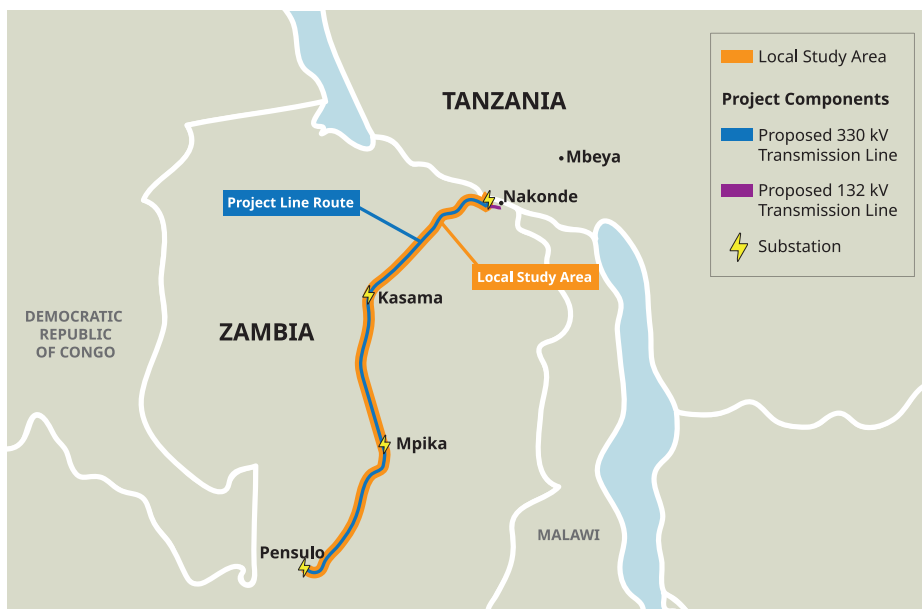 TANZANIA
Mbeya
Nakonde
Project Line Route
Local Study Area
Kasama
DEMOCRATIC
REPUBLIC
OF CONGO
ZAMBIA
Mpika
Pensulo
MALAWI
Local Study Area
Project Components
Proposed 330 kV
Transmission Line
Proposed 132 kV
Transmission Line
Substation